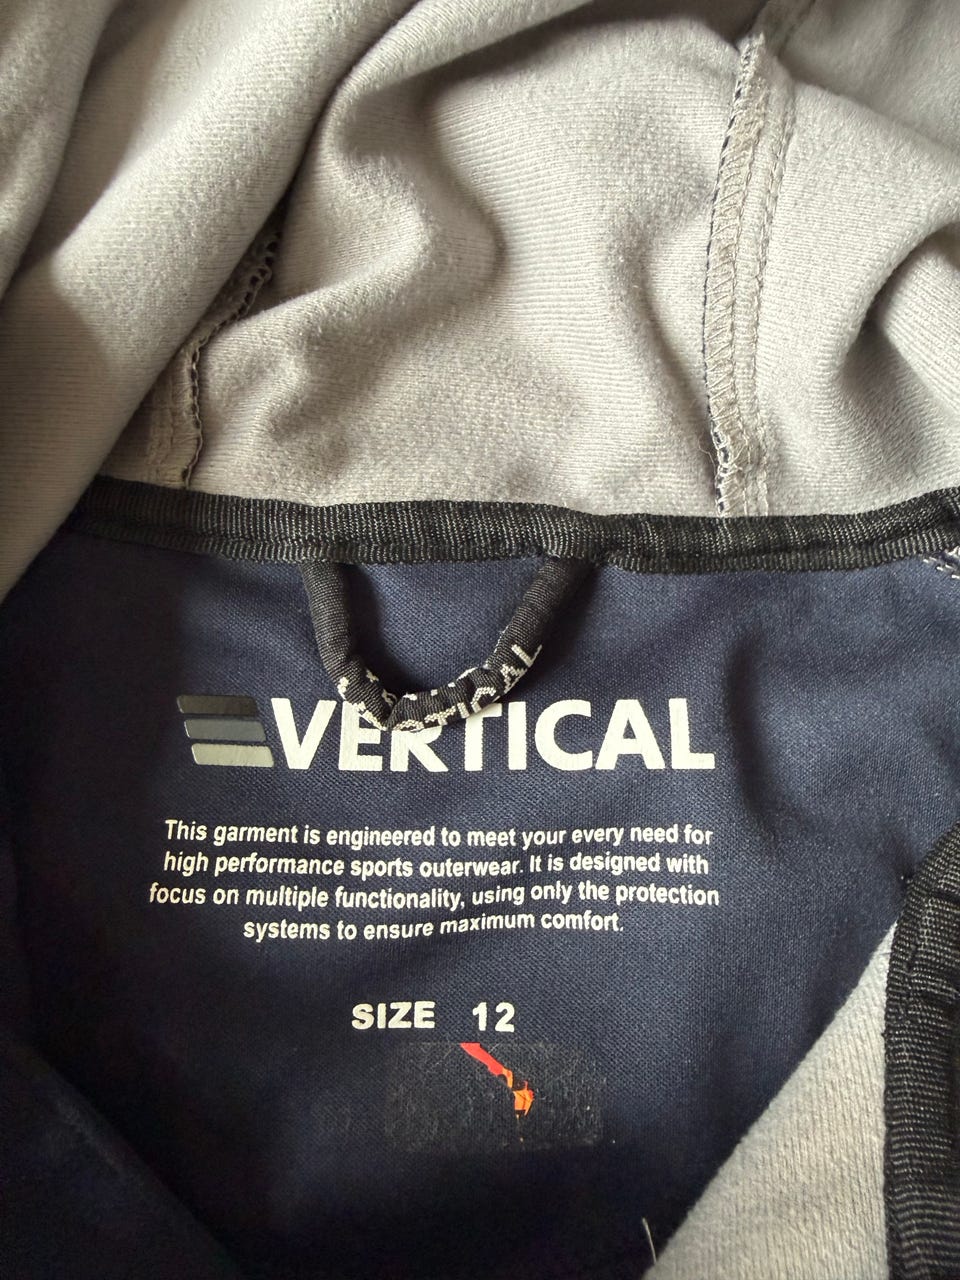 VERTICAL
VERTICAL
This garment is engineered to meet your every need for
high performance sports outerwear. It is designed with
focus on multiple functionality, using only the protection
systems to ensure maximum comfort.
SIZE 12